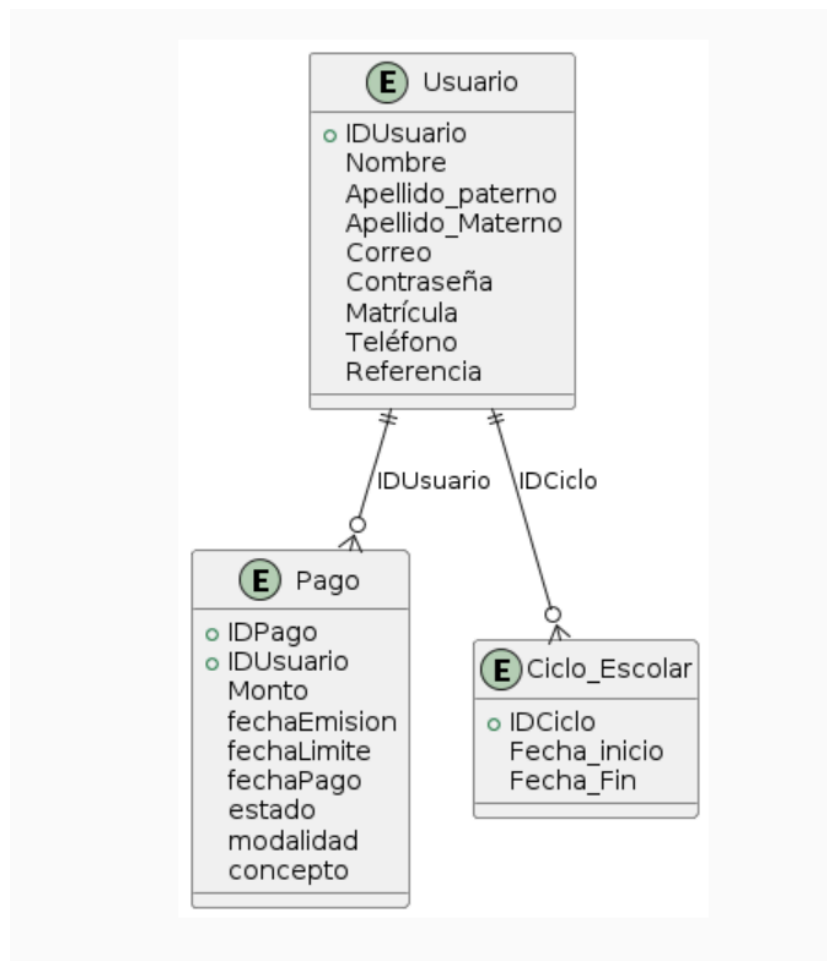 E Usuario
IDUsuario
Nombre
Apellido_paterno
Apellido_Materno
Correo
Contraseña
Matrícula
Teléfono
Referencia
IDUsuario
IDCiclo
E Pago
IDPago
IDUsuario
Monto
fechaEmision
fechaLimite
fechaPago
estado
modalidad
concepto
E Ciclo_Escolar
IDCiclo
Fecha_inicio
Fecha_Fin